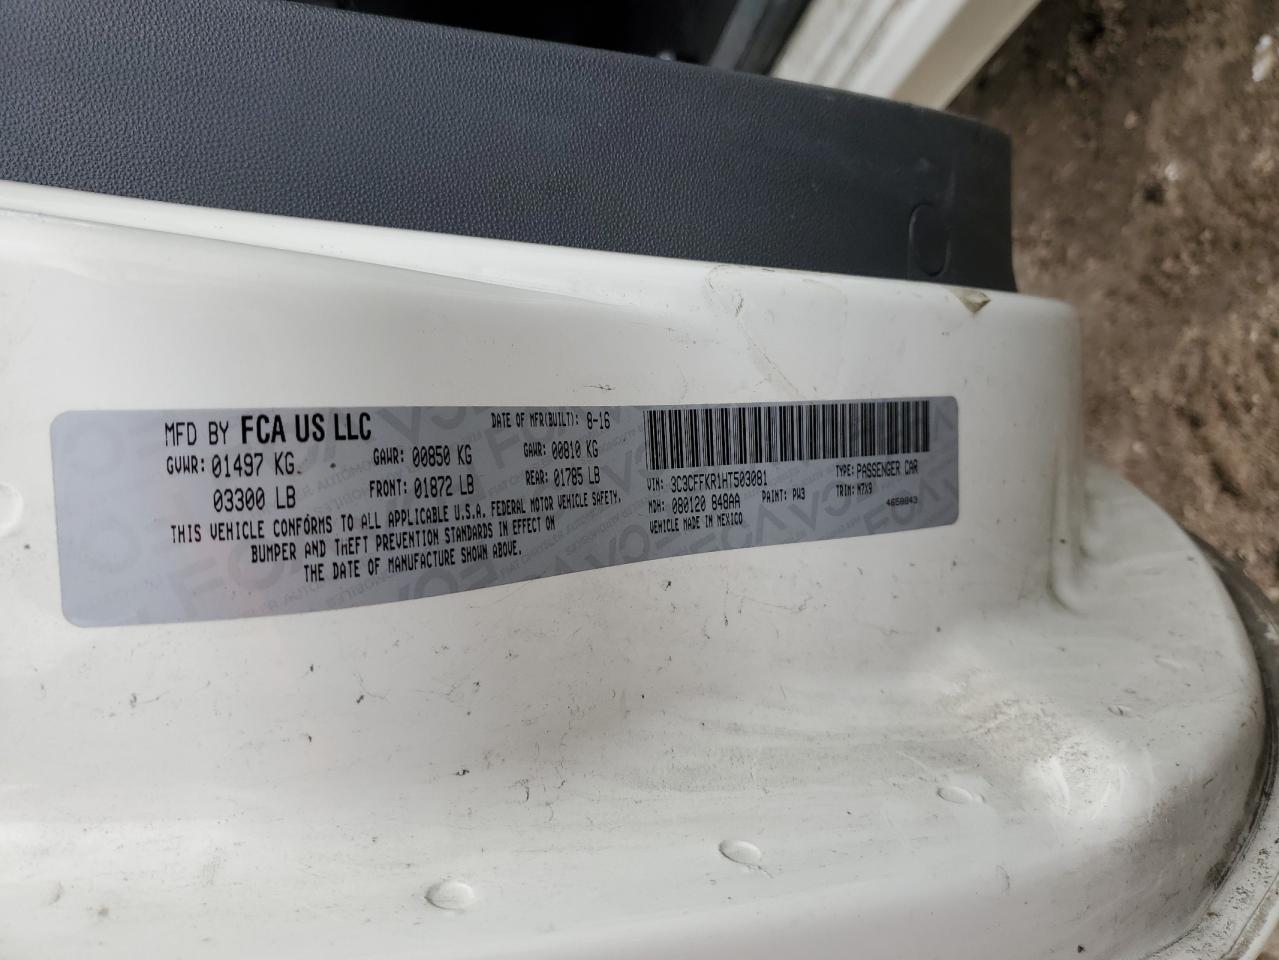 MFD BY FCA US LLC DATE OF MFR(BUILT): 8-16
GVWR: 01497 KG GAWR: 00850 KG GAWR: 00810 KG
03300 LB FRONT: 01872 LB REAR: 01785 LB
THIS VEHICLE CONFORMS TO ALL APPLICABLE U.S.A. FEDERAL MOTOR VEHICLE SAFETY,
BUMPER AND THEFT PREVENTION STANDARDS IN EFFECT ON
THE DATE OF MANUFACTURE SHOWN ABOVE.
VIN: 3C3CFFKR1HT503081 TYPE: PASSENGER CAR
MDH: 080120 048AA PAINT: PW3 TRIM: M7X9
VEHICLE MADE IN MEXICO 4658843